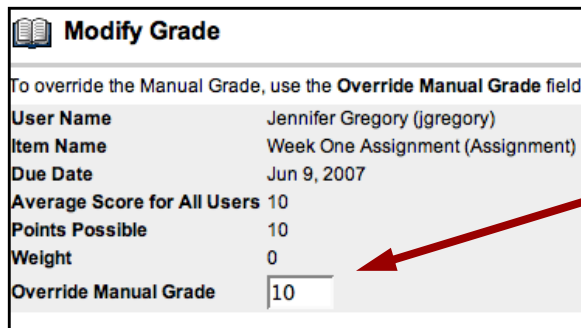 Modify Grade
To override the Manual Grade, use the Override Manual Grade field
User Name Jennifer Gregory (jgregory)
Item Name Week One Assignment (Assignment)
Due Date Jun 9, 2007
Average Score for All Users 10
Points Possible 10
Weight 0
Override Manual Grade 10